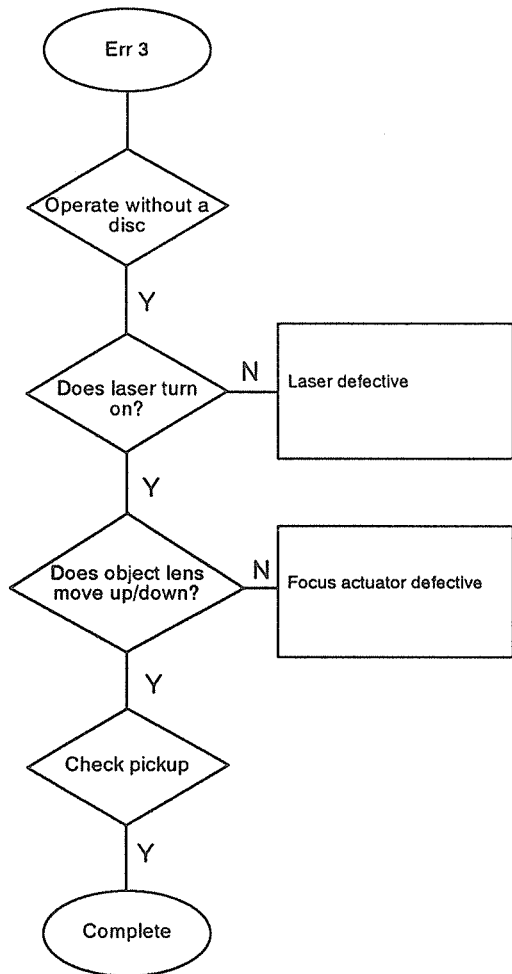 Err 3
Operate without a
disc
Y
Does laser turn
on?
N
Laser defective
Y
Does object lens
move up/down?
N
Focus actuator defective
Y
Check pickup
Y
Complete